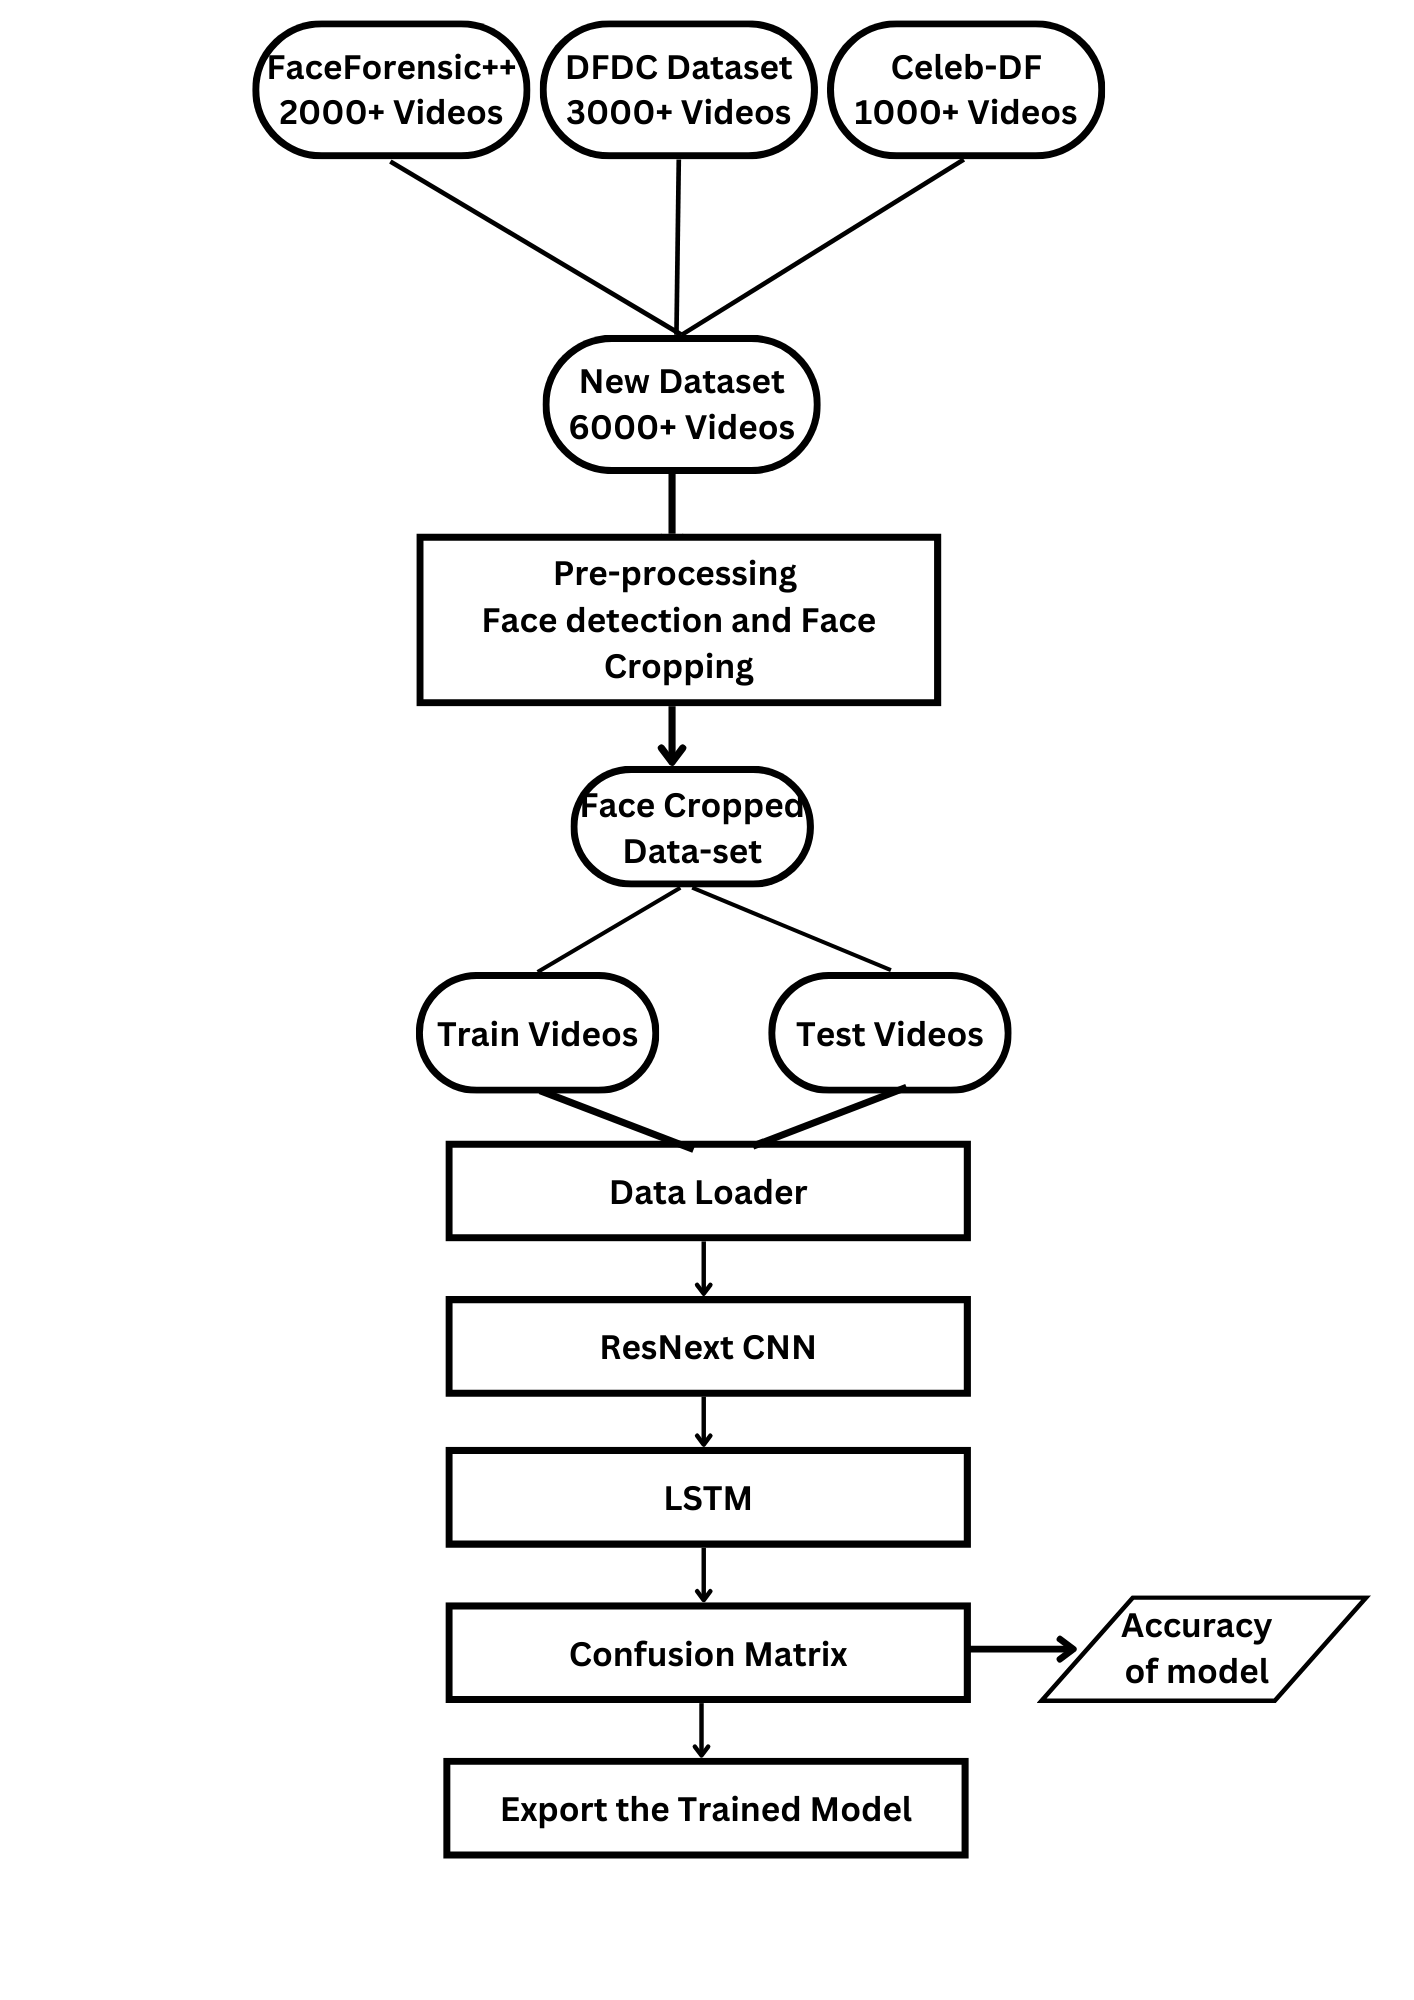 FaceForensic++
2000+ Videos
DFDC Dataset
3000+ Videos
Celeb-DF
1000+ Videos
New Dataset
6000+ Videos
Pre-processing
Face detection and Face
Cropping
Face Cropped
Data-set
Train Videos
Test Videos
Data Loader
ResNext CNN
LSTM
Confusion Matrix
Accuracy
of model
Export the Trained Model